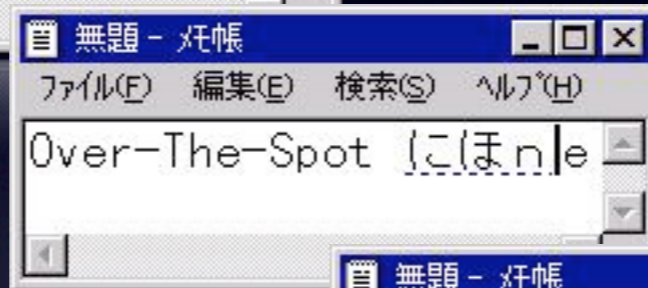 無題 - ﾒﾓ帳
ﾌｧｲﾙ(F) 編集(E) 検索(S) ﾍﾙﾌﾟ(H)
Over-The-Spot にほｎe
無題 - ﾒﾓ帳